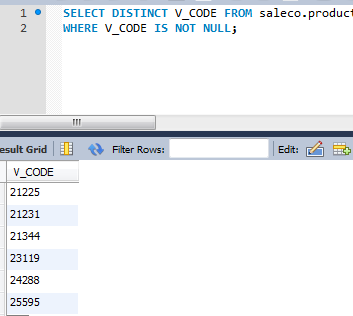 1 SELECT DISTINCT V_CODE FROM saleco.product
2 WHERE V_CODE IS NOT NULL;
esult Grid Filter Rows: Edit:
V_CODE
21225
21231
21344
23119
24288
25595